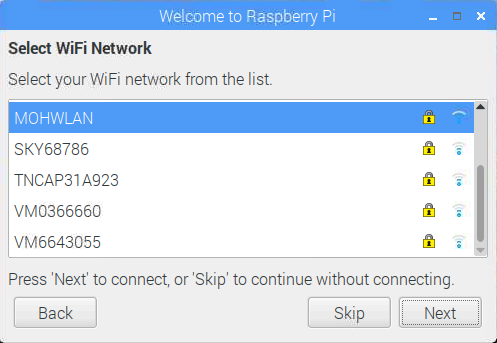 Welcome to Raspberry Pi
Select WiFi Network
Select your WiFi network from the list.
MOHWLAN
SKY68786
TNCAP31A923
VM0366660
VM6643055
Press 'Next' to connect, or 'Skip' to continue without connecting.
Back Skip Next